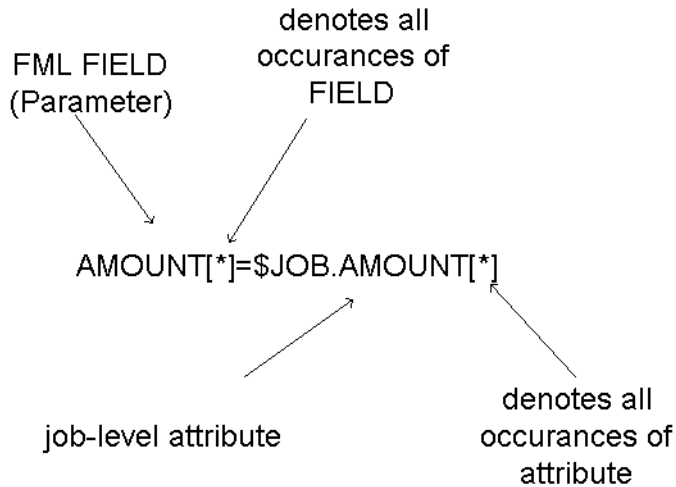 denotes all
occurances of
FIELD
FML FIELD
(Parameter)
AMOUNT[*]=$JOB.AMOUNT[*]
job-level attribute
denotes all
occurances of
attribute